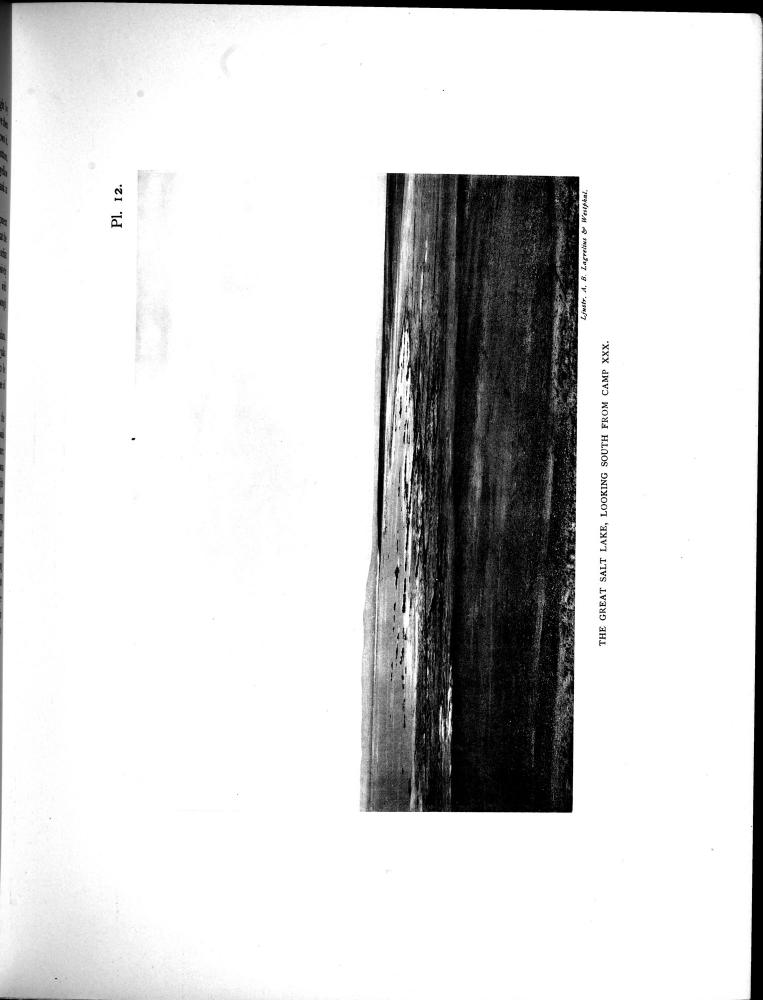 Pl. 12.
Ljustr. A. B. Lagrelius & Westphal.
THE GREAT SALT LAKE, LOOKING SOUTH FROM CAMP XXX.